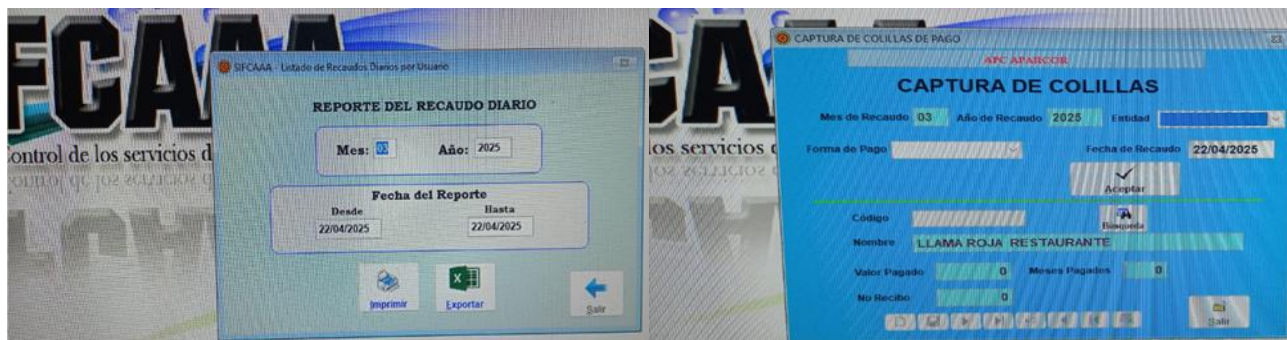 FCAAA
SIFCAAA - Listado de Recaudos Diarios por Usuario
REPORTE DEL RECAUDO DIARIO
Mes: 03 Año: 2025
Fecha del Reporte
Desde Hasta
22/04/2025 22/04/2025
Imprimir Exportar Salir
ontrol de los servicios d
CAPTURA DE COLILLAS DE PAGO
APC APARCOR
CAPTURA DE COLILLAS
Mes de Recaudo 03 Año de Recaudo 2025 Entidad
Forma de Pago Fecha de Recaudo 22/04/2025
Aceptar
los servicios d
Código Búsqueda
Nombre LLAMA ROJA RESTAURANTE
Valor Pagado 0 Meses Pagados 0
No Recibo 0
Salir